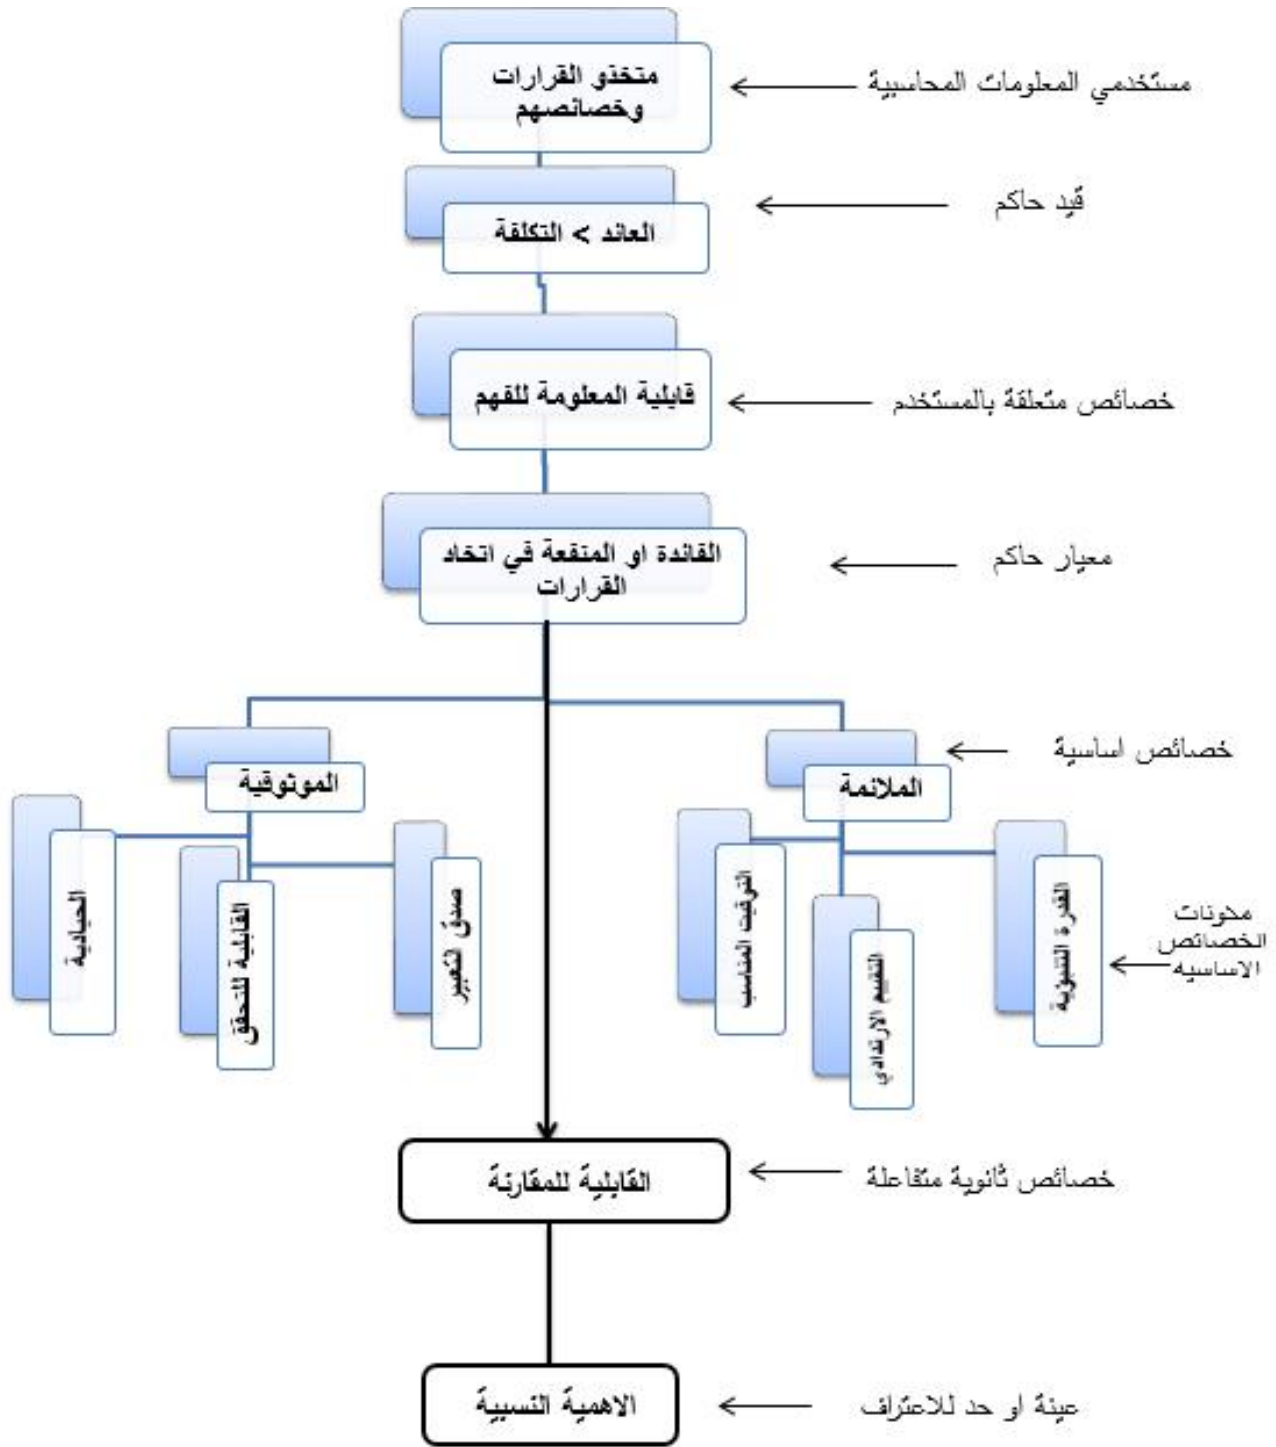 متخذو القرارات
وخصائصهم
مستخدمي المعلومات المحاسبية
العائد > التكلفة
قيد حاكم
قابلية المعلومة للفهم
خصائص متعلقة بالمستخدم
الفائدة او المنفعة في اتخاد
القرارات
معيار حاكم
الملائمة
الموثوقية
خصائص اساسية
القدرة التنبؤية
التقييم الارتدادي
التوقيت المناسب
صدق التعبير
القابلية للتحقق
الحيادية
مكونات
الخصائص
الاساسيه
القابلية للمقارنة
خصائص ثانوية متفاعلة
الاهمية النسبية
عينة او حد للاعتراف